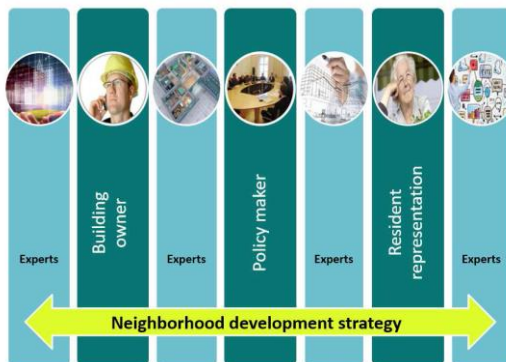 Experts
Building
owner
Experts
Policy maker
Experts
Resident
representation
Experts
Neighborhood development strategy